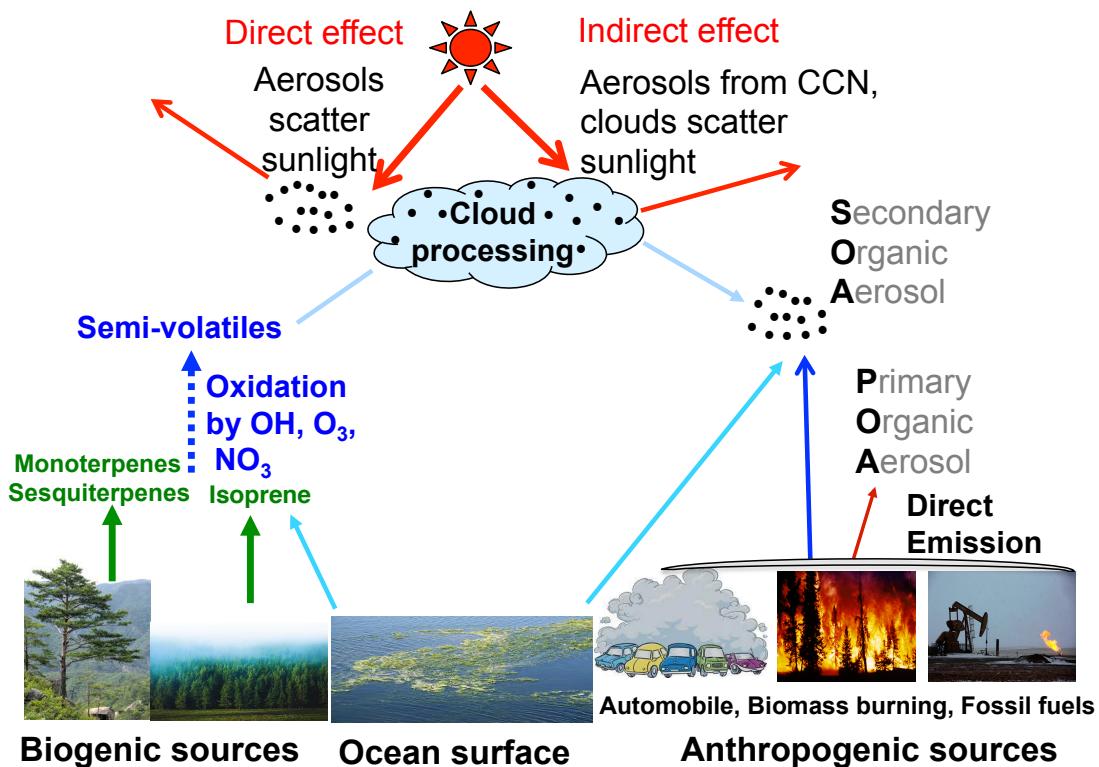 Direct effect
Aerosols
scatter
sunlight
Indirect effect
Aerosols from CCN,
clouds scatter
sunlight
Cloud
processing
Secondary
Organic
Aerosol
Semi-volatiles
Oxidation
by OH, O₃,
NO₃
Monoterpenes
Sesquiterpenes
Isoprene
Primary
Organic
Aerosol
Direct
Emission
Automobile, Biomass burning, Fossil fuels
Biogenic sources
Ocean surface
Anthropogenic sources